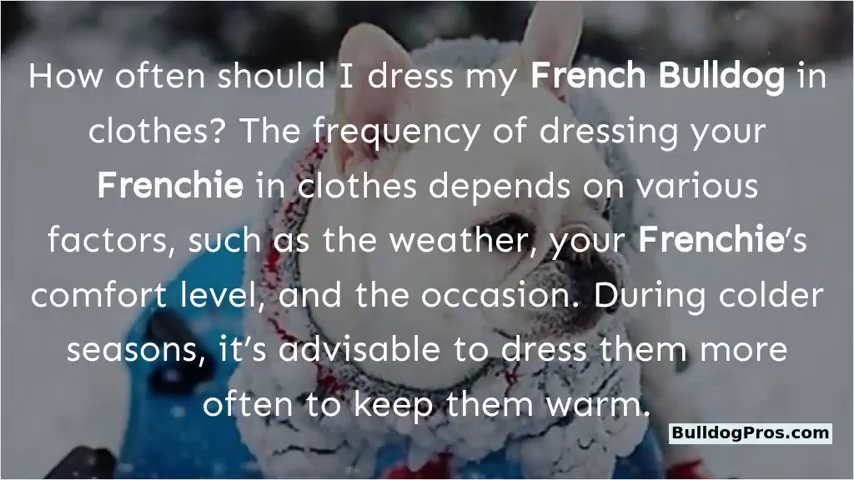 How often should I dress my French Bulldog in
clothes? The frequency of dressing your
Frenchie in clothes depends on various
factors, such as the weather, your Frenchie’s
comfort level, and the occasion. During colder
seasons, it’s advisable to dress them more
often to keep them warm.
BulldogPros.com